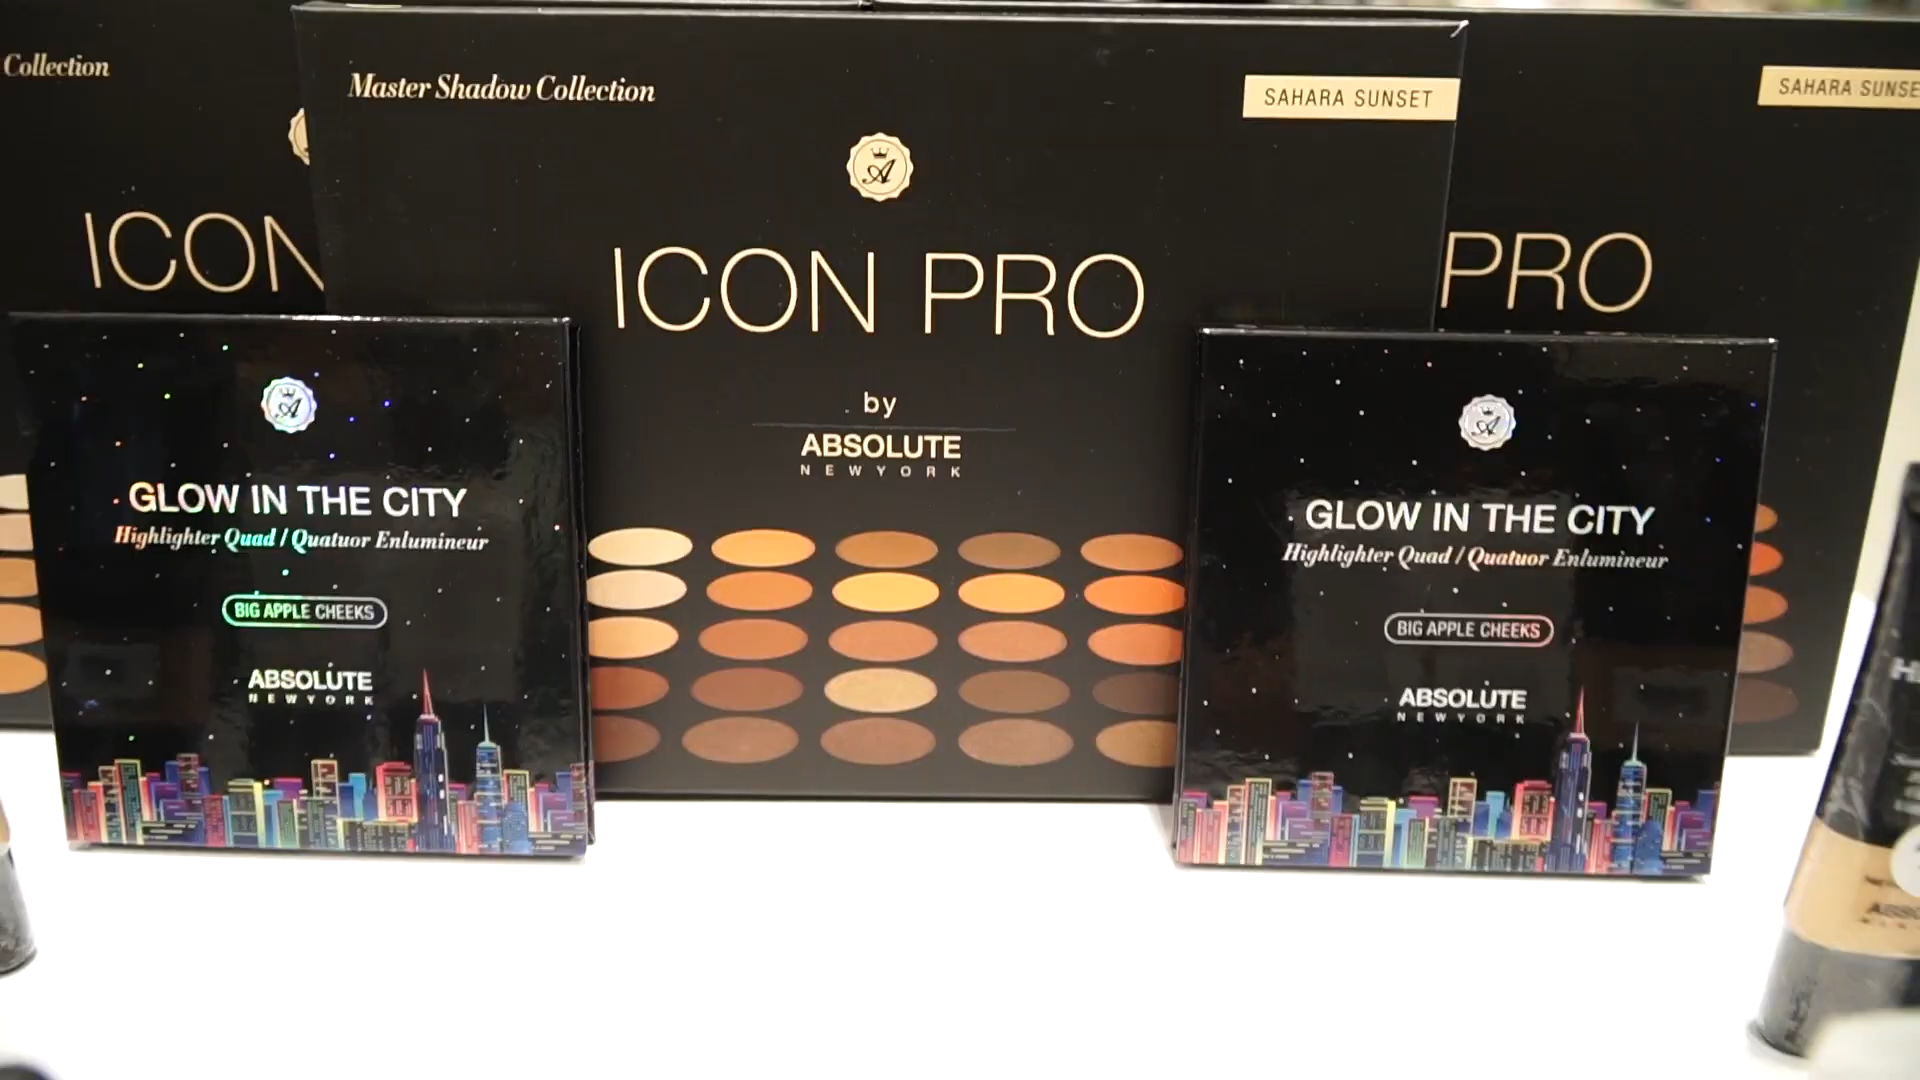 Collection
ICON
Master Shadow Collection
SAHARA SUNSET
A
ICON PRO
by
ABSOLUTE
NEW YORK
SAHARA
PRO
A
GLOW IN THE CITY
Highlighter Quad / Quatuor Enlumineur
BIG APPLE CHEEKS
ABSOLUTE
NEW YORK
A
GLOW IN THE CITY
Highlighter Quad / Quatuor Enlumineur
BIG APPLE CHEEKS
ABSOLUTE
NEW YORK